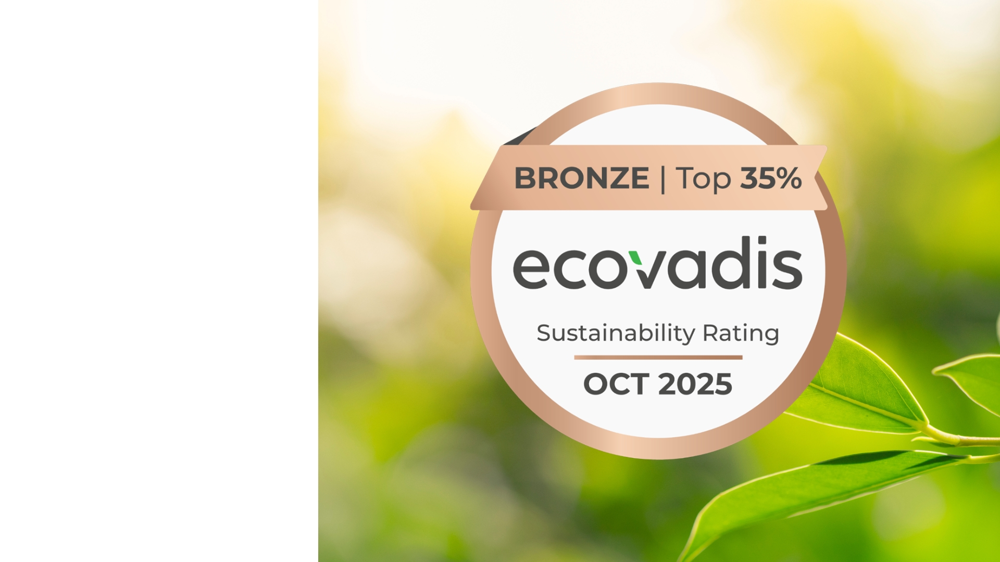 BRONZE | Top 35%
ecovadis
Sustainability Rating
OCT 2025